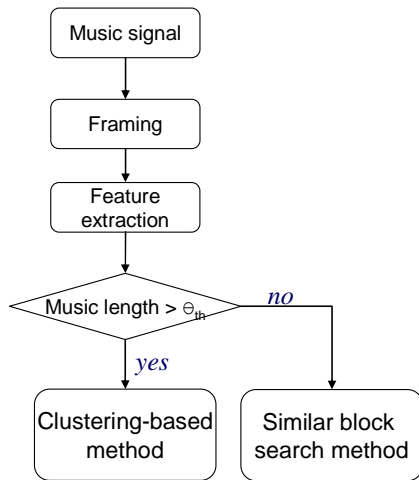 Music signal
Framing
Feature
extraction
Music length > Θth
no
yes
Clustering-based
method
Similar block
search method